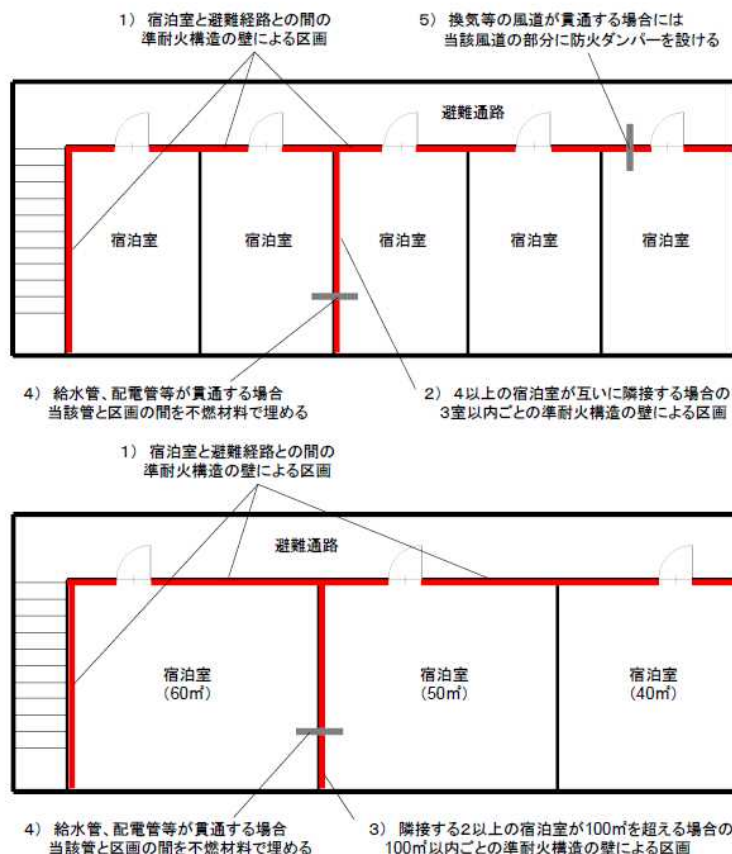 1） 宿泊室と避難経路との間の
準耐火構造の壁による区画
5） 換気等の風道が貫通する場合には
当該風道の部分に防火ダンパーを設ける
避難通路
宿泊室
宿泊室
宿泊室
宿泊室
宿泊室
4） 給水管、配電管等が貫通する場合
当該管と区画の間を不燃材料で埋める
2） 4以上の宿泊室が互いに隣接する場合の
3室以内ごとの準耐火構造の壁による区画
1） 宿泊室と避難経路との間の
準耐火構造の壁による区画
避難通路
宿泊室
（60㎡）
宿泊室
（50㎡）
宿泊室
（40㎡）
4） 給水管、配電管等が貫通する場合
当該管と区画の間を不燃材料で埋める
3） 隣接する2以上の宿泊室が100㎡を超える場合の
100㎡以内ごとの準耐火構造の壁による区画